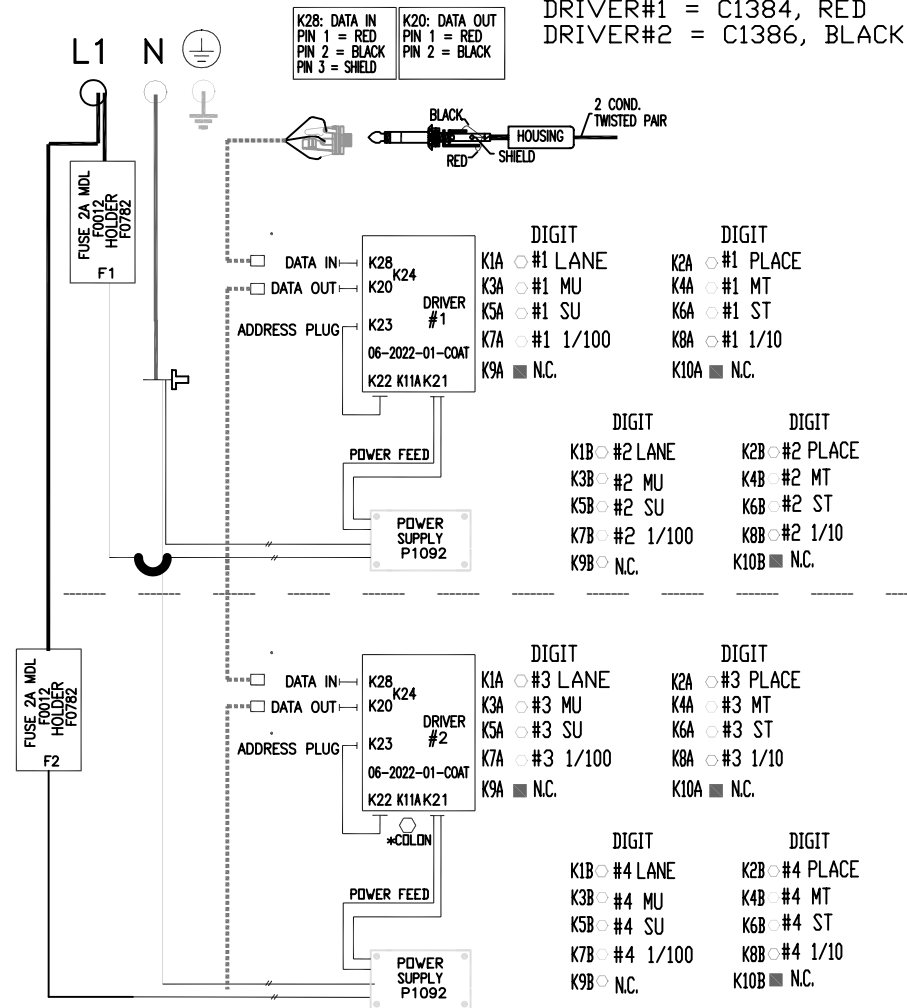 DRIVER#1 = C1384, RED
DRIVER#2 = C1386, BLACK
K28: DATA IN
PIN 1 = RED
PIN 2 = BLACK
PIN 3 = SHIELD
K20: DATA OUT
PIN 1 = RED
PIN 2 = BLACK
L1 N
2 COND.
TWISTED PAIR
BLACK
HOUSING
RED
SHIELD
FUSE 2A MDL
F0012
HOLDER
F0782
F1
DATA IN
DATA OUT
ADDRESS PLUG
K28
K24
K20
DRIVER
#1
K23
06-2022-01-COAT
K22 K11A K21
DIGIT
K1A #1 LANE
K3A #1 MU
K5A #1 SU
K7A #1 1/100
K9A N.C.
DIGIT
K2A #1 PLACE
K4A #1 MT
K6A #1 ST
K8A #1 1/10
K10A N.C.
DIGIT
K1B #2 LANE
K3B #2 MU
K5B #2 SU
K7B #2 1/100
K9B N.C.
DIGIT
K2B #2 PLACE
K4B #2 MT
K6B #2 ST
K8B #2 1/10
K10B N.C.
POWER FEED
POWER
SUPPLY
P1092
FUSE 2A MDL
F0012
HOLDER
F0782
F2
DATA IN
DATA OUT
ADDRESS PLUG
K28
K24
K20
DRIVER
#2
K23
06-2022-01-COAT
K22 K11A K21
*COLON
DIGIT
K1A #3 LANE
K3A #3 MU
K5A #3 SU
K7A #3 1/100
K9A N.C.
DIGIT
K2A #3 PLACE
K4A #3 MT
K6A #3 ST
K8A #3 1/10
K10A N.C.
DIGIT
K1B #4 LANE
K3B #4 MU
K5B #4 SU
K7B #4 1/100
K9B N.C.
DIGIT
K2B #4 PLACE
K4B #4 MT
K6B #4 ST
K8B #4 1/10
K10B N.C.
POWER FEED
POWER
SUPPLY
P1092